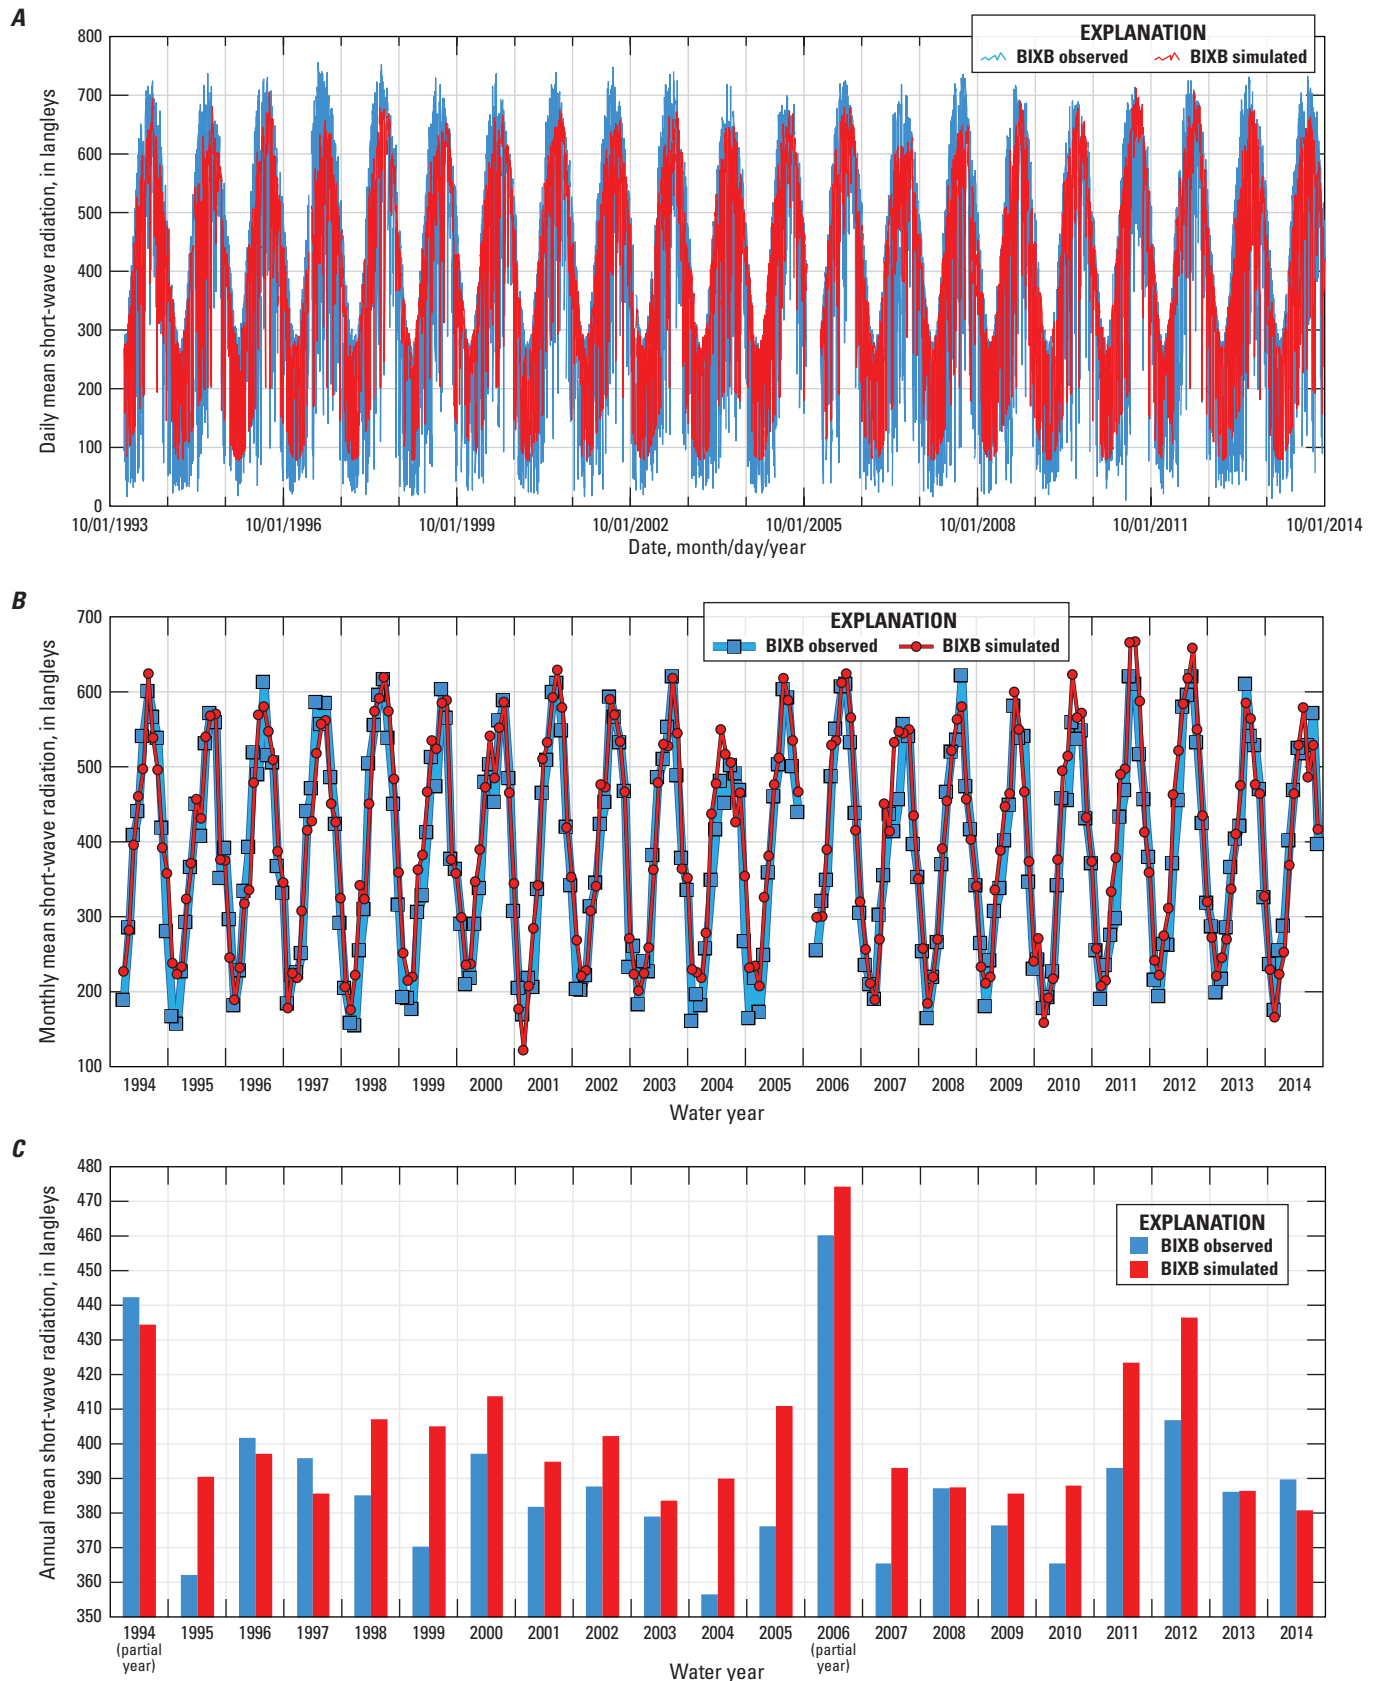 A
EXPLANATION
BIXB observed BIXB simulated
800
700
600
500
400
300
200
100
0
Daily mean short-wave radiation, in langleys
10/01/1993 10/01/1996 10/01/1999 10/01/2002 10/01/2005 10/01/2008 10/01/2011 10/01/2014
Date, month/day/year
B
EXPLANATION
BIXB observed BIXB simulated
700
600
500
400
300
200
100
Monthly mean short-wave radiation, in langleys
1994 1995 1996 1997 1998 1999 2000 2001 2002 2003 2004 2005 2006 2007 2008 2009 2010 2011 2012 2013 2014
Water year
C
480
470
460
450
440
430
420
410
400
390
380
370
360
350
Annual mean short-wave radiation, in langleys
EXPLANATION
BIXB observed
BIXB simulated
1994 1995 1996 1997 1998 1999 2000 2001 2002 2003 2004 2005 2006 2007 2008 2009 2010 2011 2012 2013 2014
(partial year) (partial year)
Water year